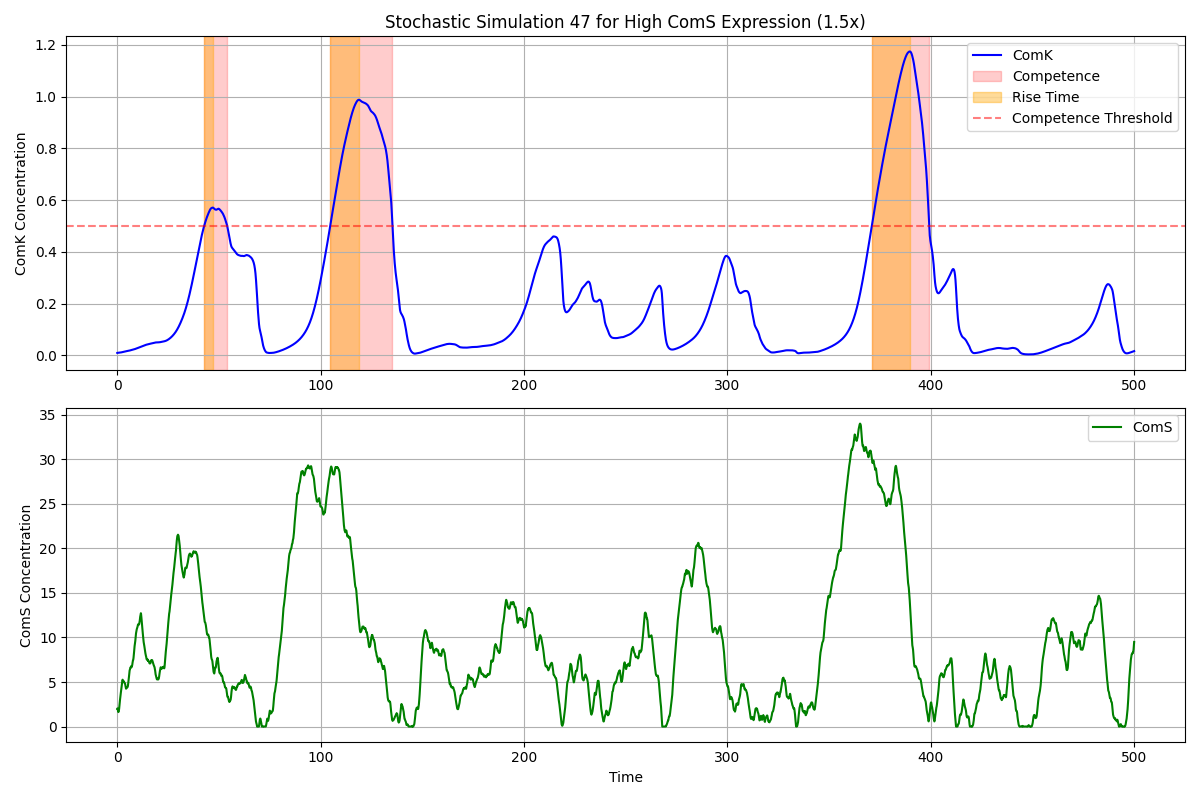 Stochastic Simulation 47 for High ComS Expression (1.5x)
ComK Concentration
1.2
1.0
0.8
0.6
0.4
0.2
0.0
ComK
Competence
Rise Time
Competence Threshold
0 100 200 300 400 500
ComS Concentration
35
30
25
20
15
10
5
0
ComS
0 100 200 300 400 500
Time